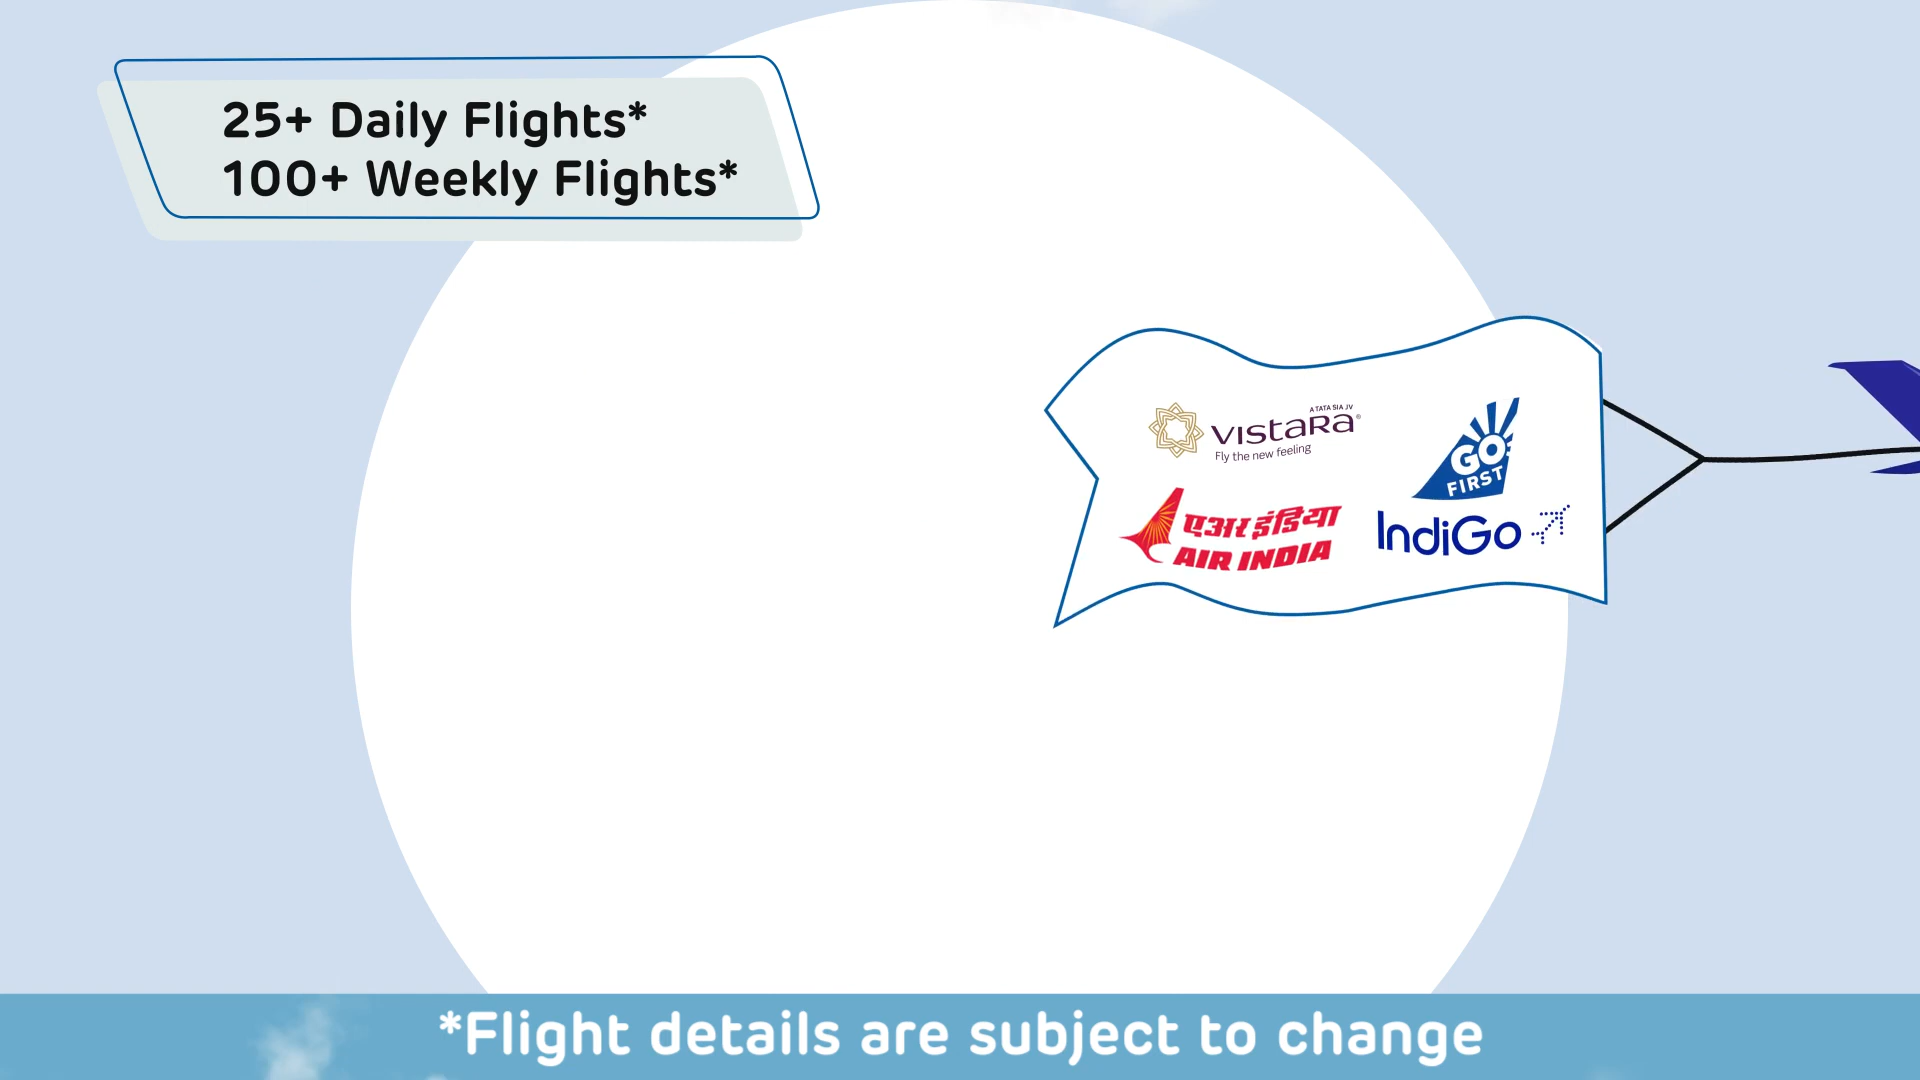 25+ Daily Flights*
100+ Weekly Flights*
A TATA SIA JV
VISTARA®
Fly the new feeling
GO
FIRST
एअर इंडिया
AIR INDIA
IndiGo
*Flight details are subject to change